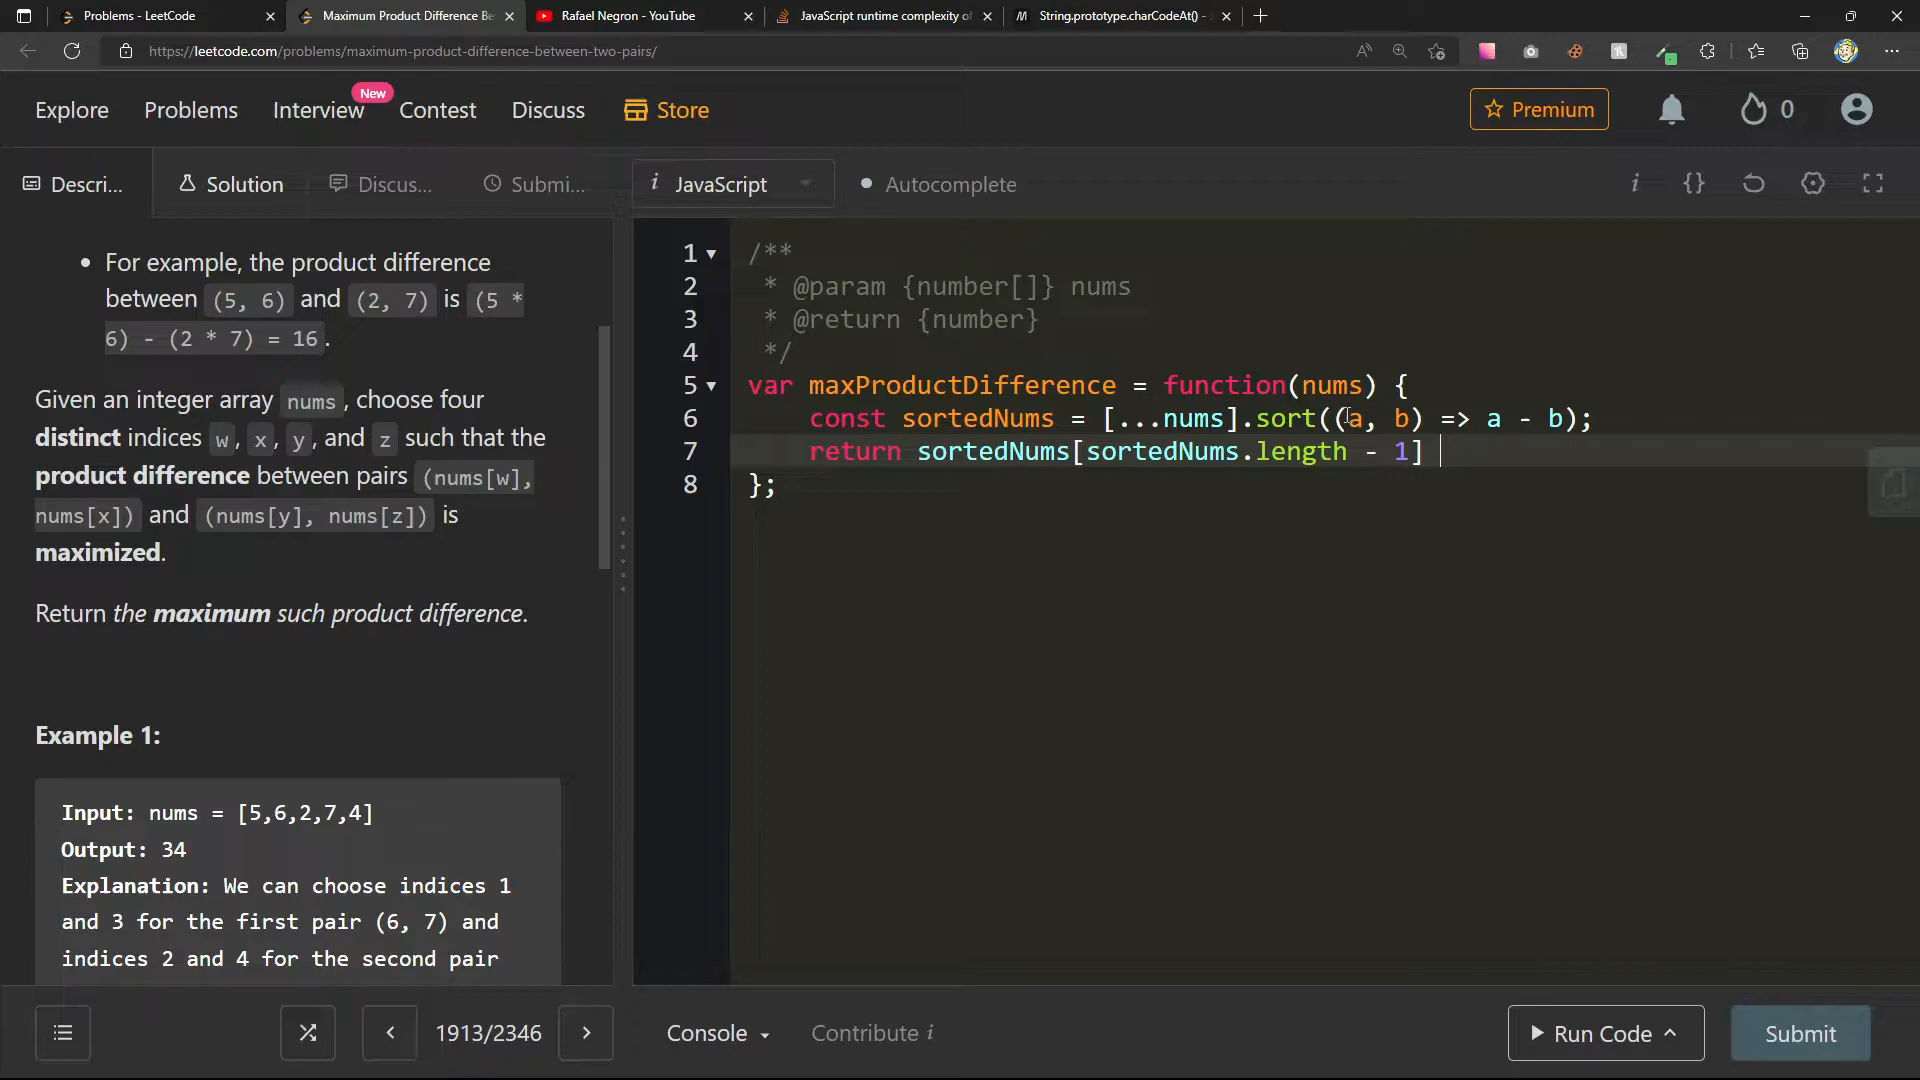 Problems - LeetCode
Maximum Product Difference Be
Rafael Negron - YouTube
JavaScript runtime complexity of
String.prototype.charCodeAt() -
https://leetcode.com/problems/maximum-product-difference-between-two-pairs/
Explore
Problems
Interview
New
Contest
Discuss
Store
Premium
0
Descri...
Solution
Discus...
Submi...
i JavaScript
Autocomplete
i {}
• For example, the product difference
between (5, 6) and (2, 7) is (5 *
6) - (2 * 7) = 16.
Given an integer array nums, choose four
distinct indices w, x, y, and z such that the
product difference between pairs (nums[w],
nums[x]) and (nums[y], nums[z]) is
maximized.
Return the maximum such product difference.
Example 1:
Input: nums = [5,6,2,7,4]
Output: 34
Explanation: We can choose indices 1
and 3 for the first pair (6, 7) and
indices 2 and 4 for the second pair
1 /**
2 * @param {number[]} nums
3 * @return {number}
4 */
5 var maxProductDifference = function(nums) {
6 const sortedNums = [...nums].sort((a, b) => a - b);
7 return sortedNums[sortedNums.length - 1]
8 };
1913/2346
Console
Contribute i
Run Code
Submit